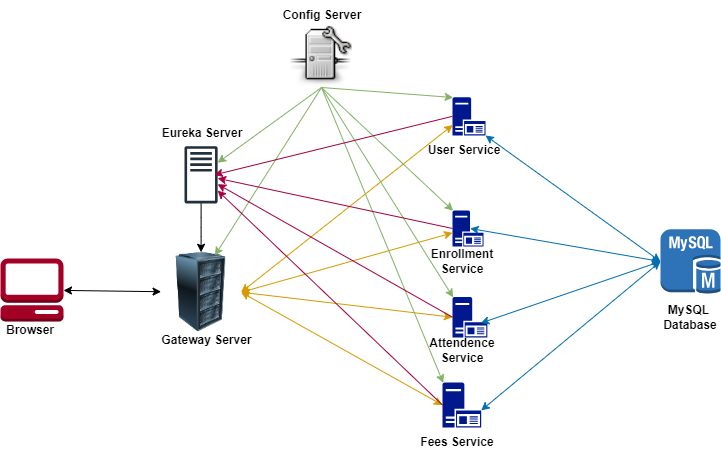 Config Server
Eureka Server
User Service
Enrollment
Service
MySQL
M
MySQL
Database
Browser
Gateway Server
Attendence
Service
Fees Service